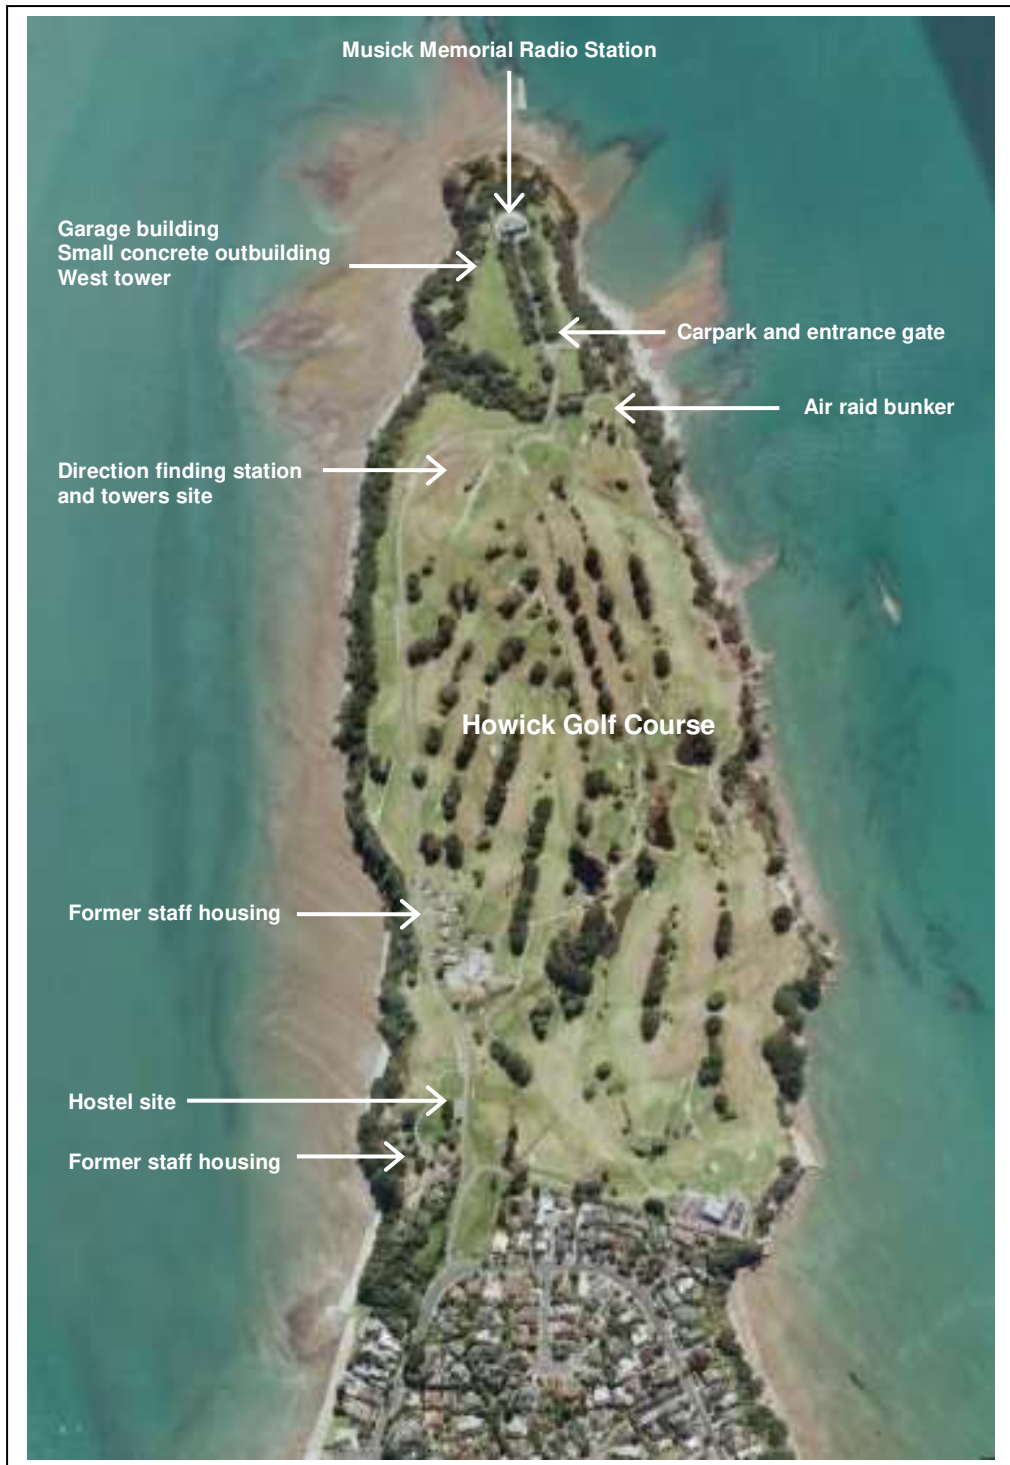 Musick Memorial Radio Station
Garage building
Small concrete outbuilding
West tower
Carpark and entrance gate
Air raid bunker
Direction finding station
and towers site
Howick Golf Course
Former staff housing
Hostel site
Former staff housing